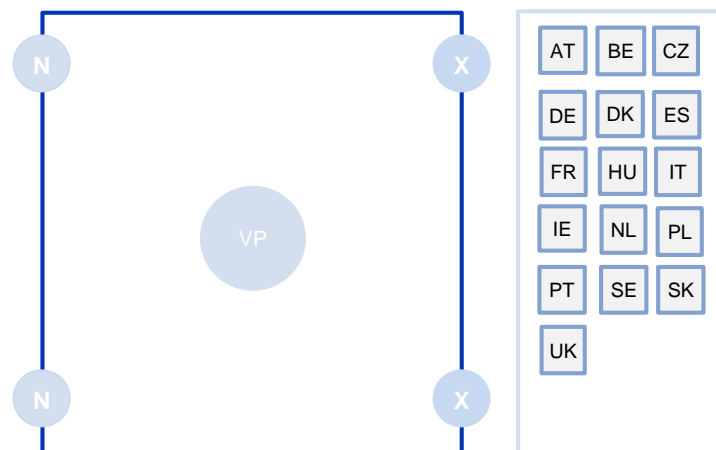 N X
VP
N X
AT BE CZ
DE DK ES
FR HU IT
IE NL PL
PT SE SK
UK